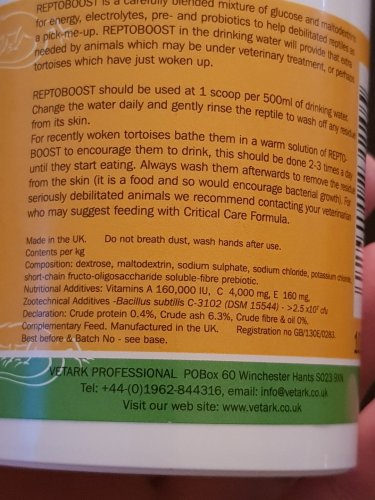 REPTOBOOST is a carefully blended mixture of glucose and maltodextrins
for energy, electrolytes, pre- and probiotics to help debilitated reptiles as
a pick-me-up. REPTOBOOST in the drinking water will provide that extra
needed by animals which may be under veterinary treatment, or perhaps
tortoises which have just woken up.
REPTOBOOST should be used at 1 scoop per 500ml of drinking water.
Change the water daily and gently rinse the reptile to wash off any residue
from its skin.
For recently woken tortoises bathe them in a warm solution of REPTO-
BOOST to encourage them to drink, this should be done 2-3 times a day
until they start eating. Always wash them afterwards to remove the residue
from the skin (it is a food and so would encourage bacterial growth). For
seriously debilitated animals we recommend contacting your veterinarian
who may suggest feeding with Critical Care Formula.
Made in the UK. Do not breath dust, wash hands after use.
Contents per kg
Composition: dextrose, maltodextrin, sodium sulphate, sodium chloride, potassium chloride,
short-chain fructo-oligosaccharide soluble-fibre prebiotic.
Nutritional Additives: Vitamins A 160,000 IU, C 4,000 mg, E 160 mg,
Zootechnical Additives -Bacillus subtilis C-3102 (DSM 15544) - >2.5 x10⁷ cfu
Declaration: Crude protein 0.4%, Crude ash 6.3%, Crude fibre & oil 0%.
Complementary Feed. Manufactured in the UK. Registration no GB/130E/0283.
Best before & Batch No - see base.
VETARK PROFESSIONAL POBox 60 Winchester Hants SO23 9XN
Tel: +44-(0)1962-844316, email: info@vetark.co.uk
Visit our web site: www.vetark.co.uk